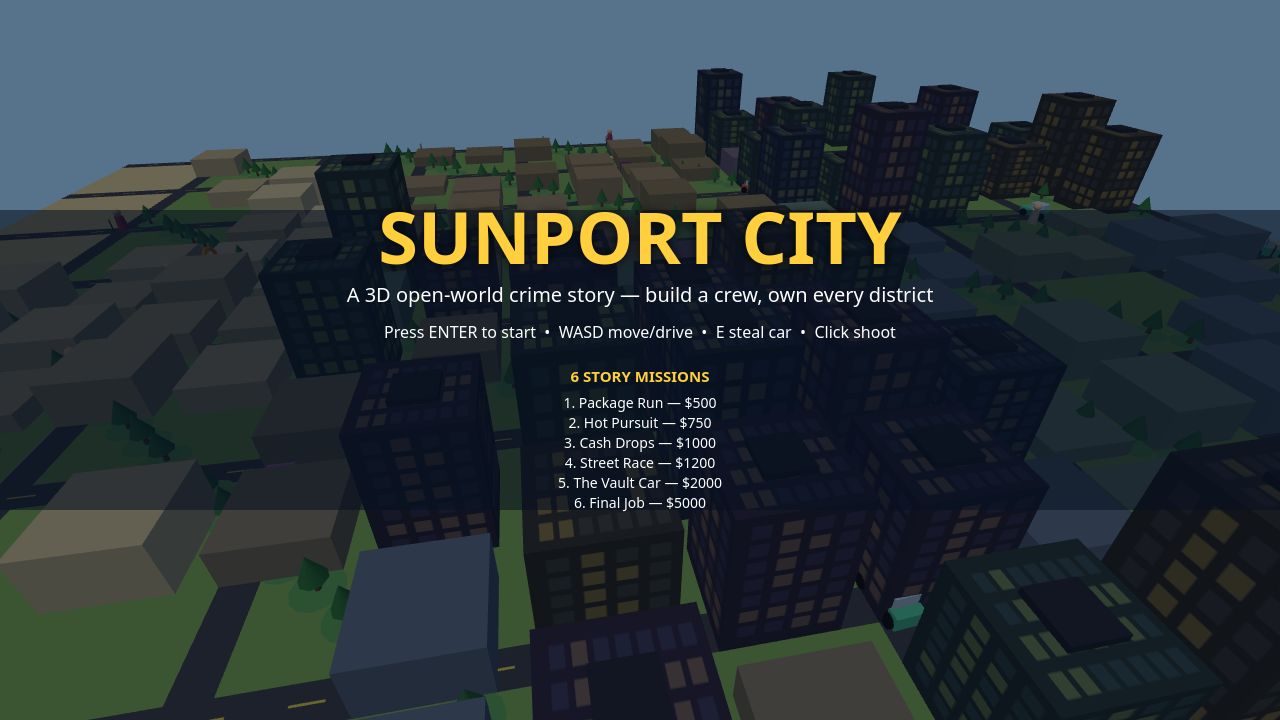 SUNPORT CITY
A 3D open-world crime story — build a crew, own every district
Press ENTER to start • WASD move/drive • E steal car • Click shoot
6 STORY MISSIONS
1. Package Run — $500
2. Hot Pursuit — $750
3. Cash Drops — $1000
4. Street Race — $1200
5. The Vault Car — $2000
6. Final Job — $5000